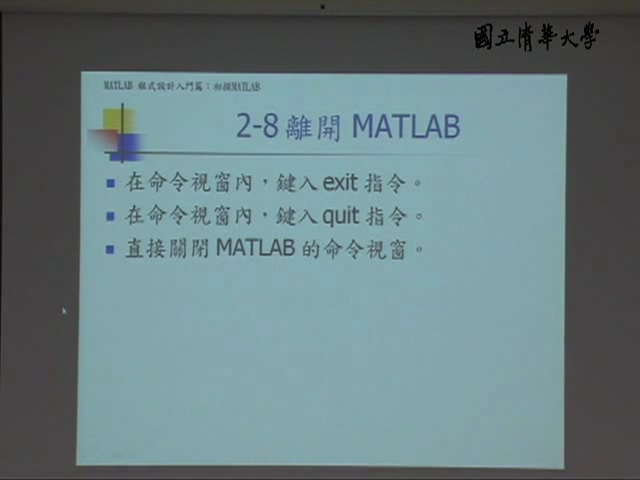 國立清華大學
MATLAB 程式設計入門篇：初探MATLAB
2-8 離開 MATLAB
在命令視窗內，鍵入 exit 指令。
在命令視窗內，鍵入 quit 指令。
直接關閉 MATLAB 的命令視窗。